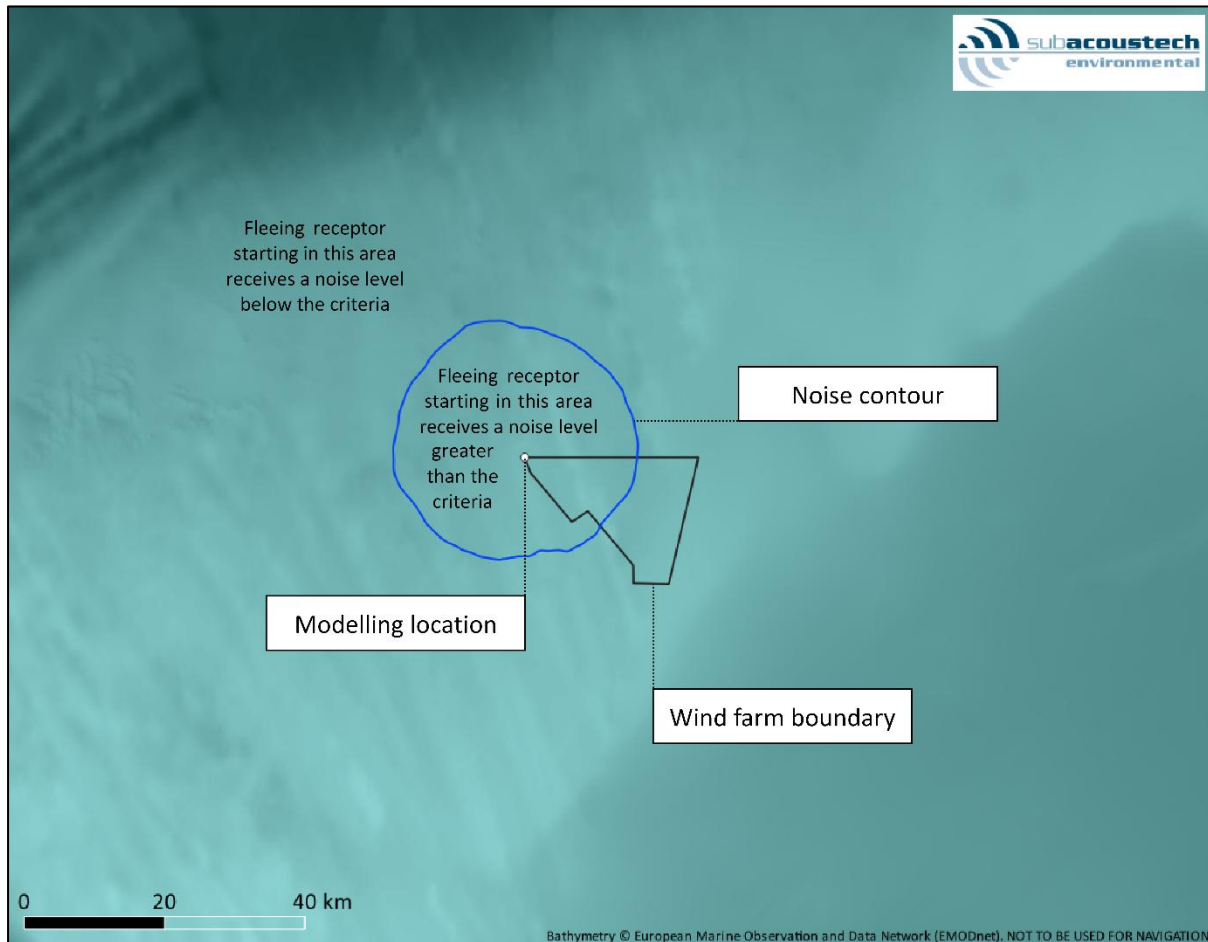 subacoustech
environmental
Fleeing receptor
starting in this area
receives a noise level
below the criteria
Fleeing receptor
starting in this area
receives a noise level
greater
than the
criteria
Noise contour
Modelling location
Wind farm boundary
0 20 40 km
Bathymetry © European Marine Observation and Data Network (EMODnet). NOT TO BE USED FOR NAVIGATION